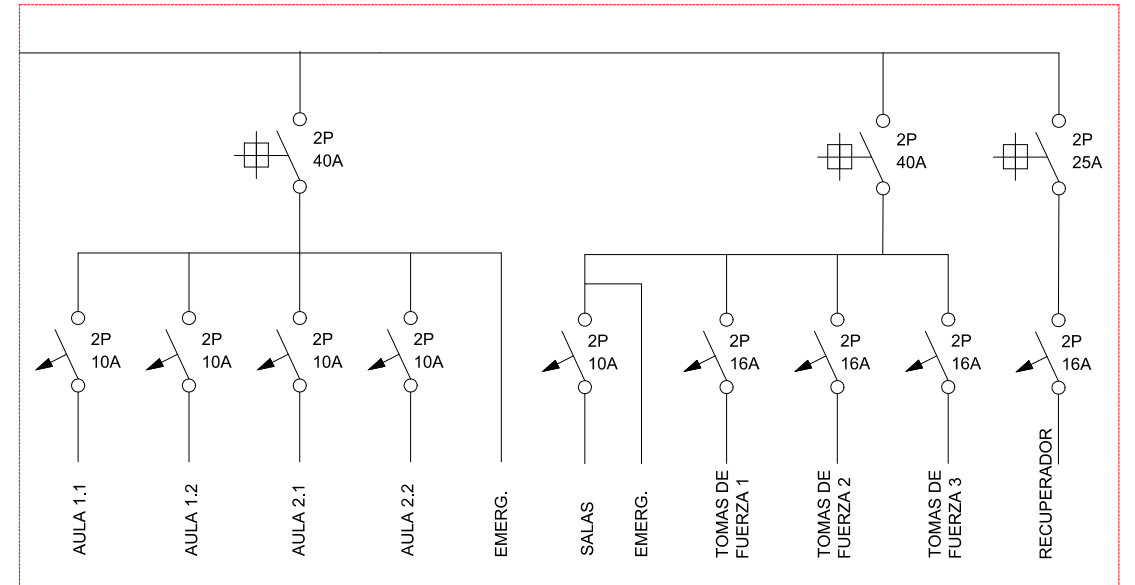 2P
40A
2P
40A
2P
25A
2P
10A
2P
10A
2P
10A
2P
10A
2P
10A
2P
16A
2P
16A
2P
16A
2P
16A
AULA 1.1
AULA 1.2
AULA 2.1
AULA 2.2
EMERG.
SALAS
EMERG.
TOMAS DE
FUERZA 1
TOMAS DE
FUERZA 2
TOMAS DE
FUERZA 3
RECUPERADOR